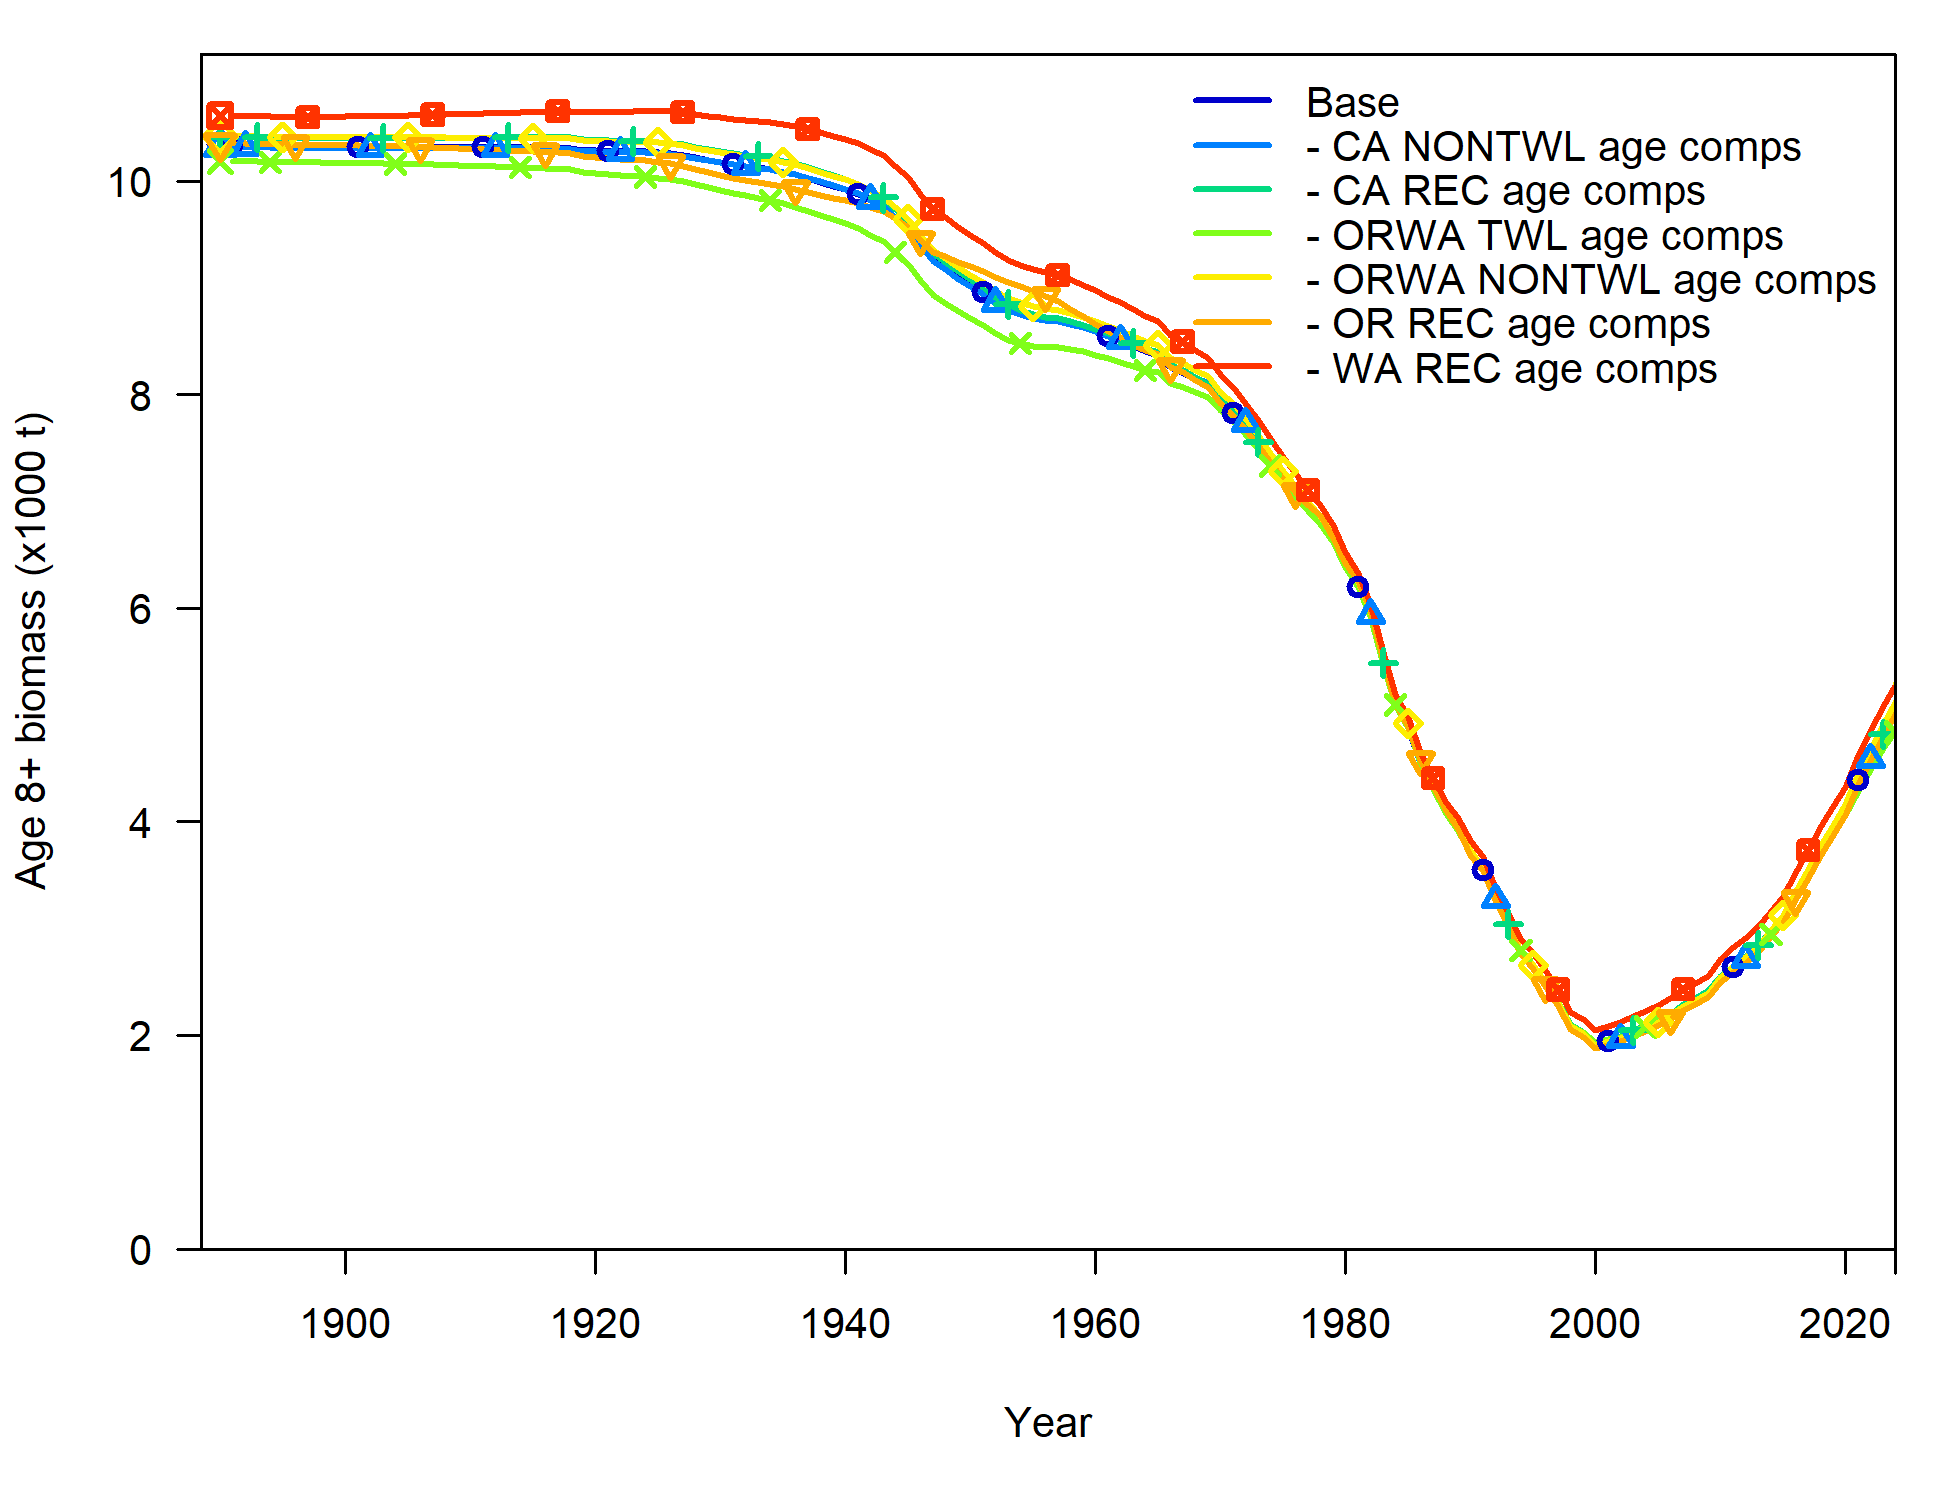 Base
- CA NONTWL age comps
- CA REC age comps
- ORWA TWL age comps
- ORWA NONTWL age comps
- OR REC age comps
- WA REC age comps
10
8
6
4
2
0
Age 8+ biomass (x1000 t)
1900 1920 1940 1960 1980 2000 2020
Year